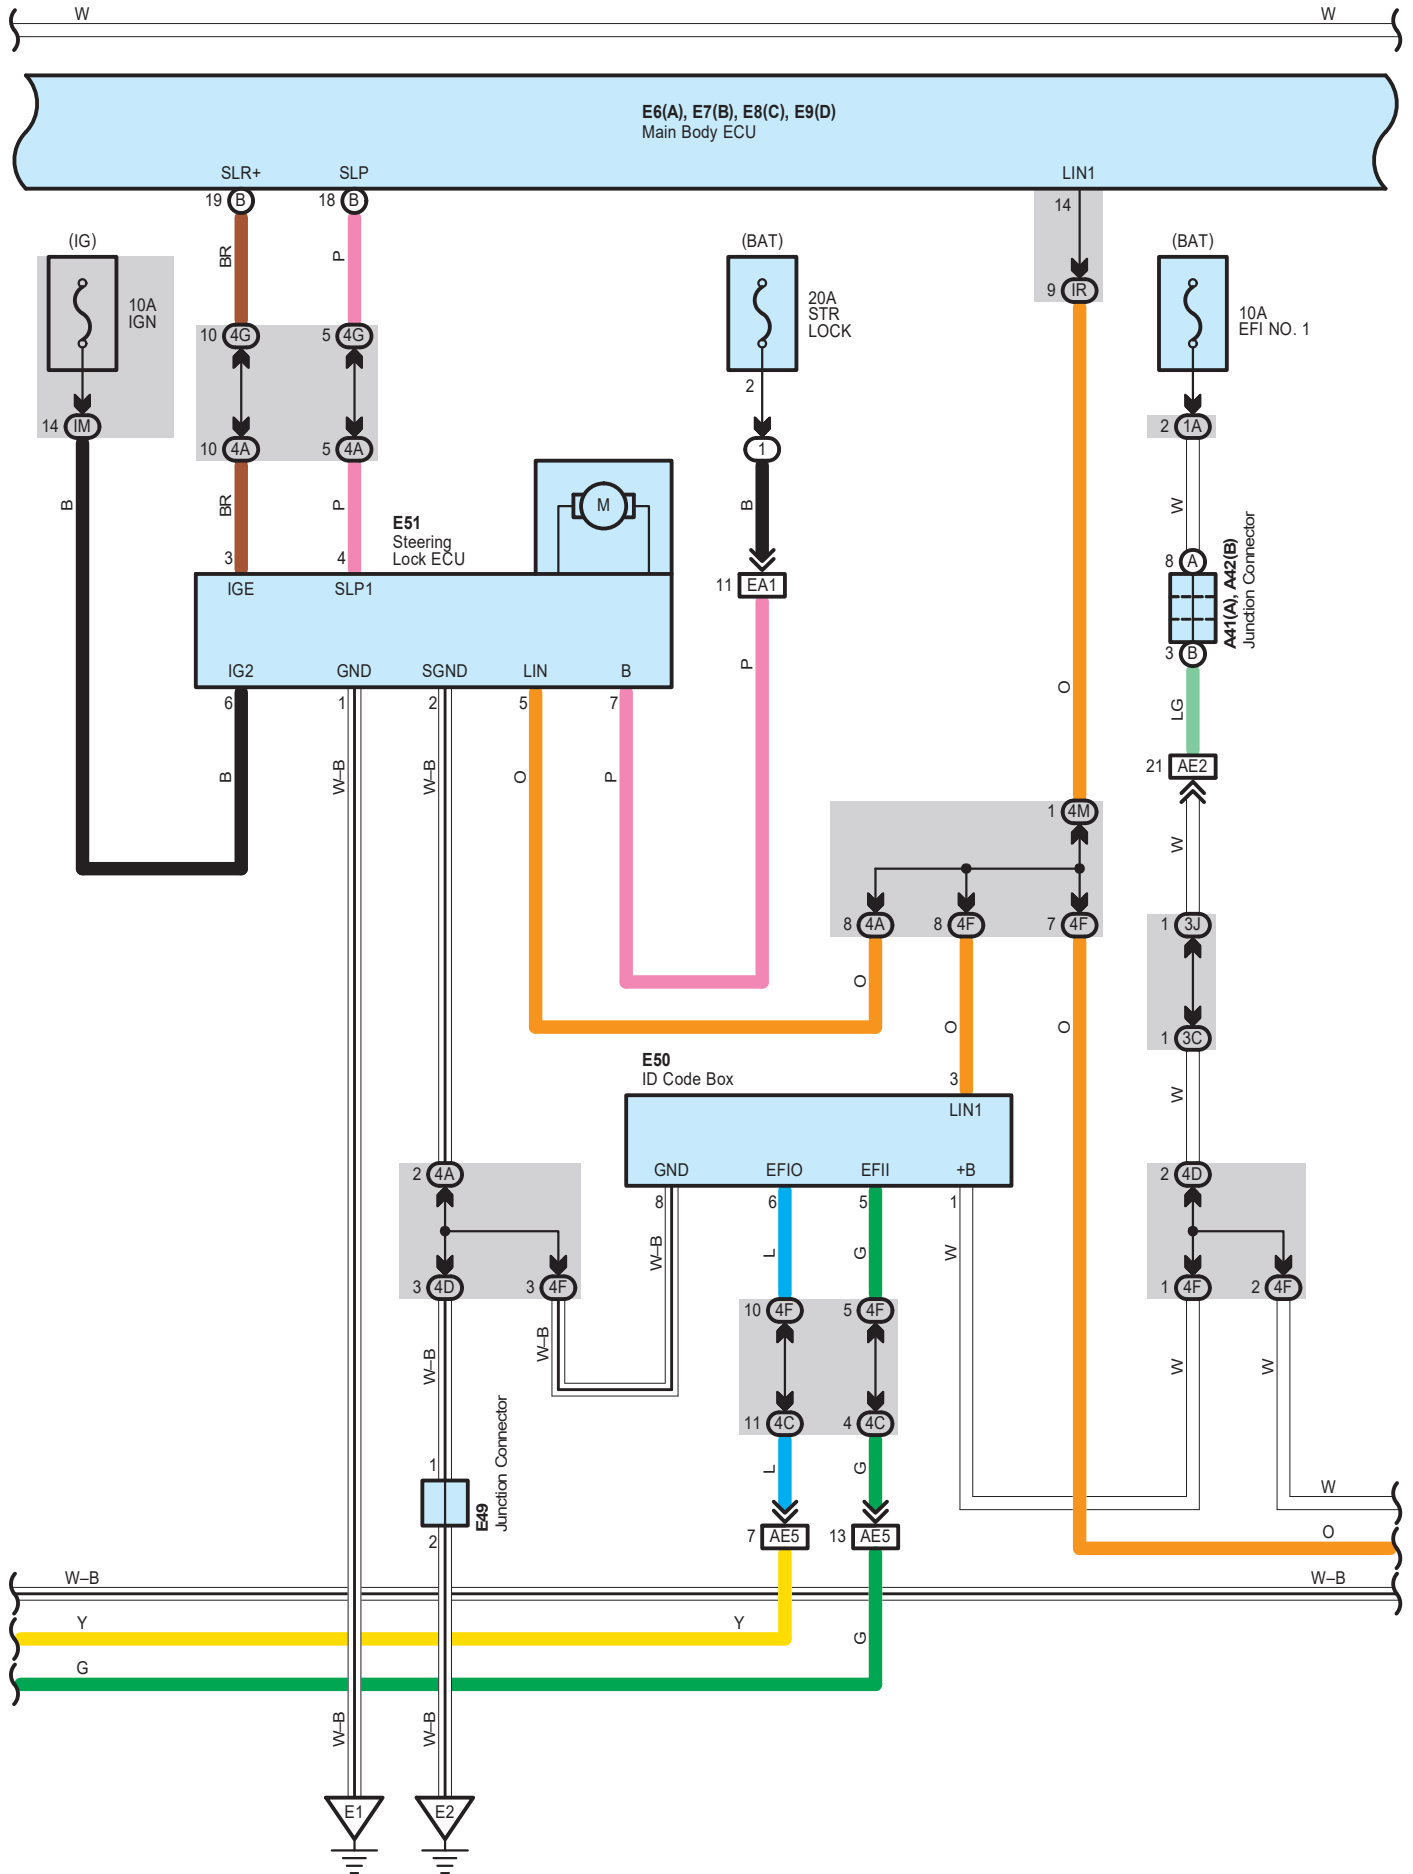 W
W
E6(A), E7(B), E8(C), E9(D)
Main Body ECU
SLR+
SLP
LIN1
19 B
18 B
14
(IG)
BR
P
(BAT)
(BAT)
9 IR
10A
IGN
20A
STR
LOCK
10A
EFI NO. 1
10 4G
5 4G
2
14 IM
2 1A
10 4A
5 4A
1
B
BR
P
M
B
W
E51
Steering
Lock ECU
3
4
8 A
A41(A), A42(B)
Junction Connector
IGE
SLP1
11 EA1
3 B
IG2
GND
SGND
LIN
B
P
O
6
1
2
5
7
LG
B
W–B
W–B
O
P
21 AE2
1 4M
W
8 4A
8 4F
7 4F
1 3J
O
O
O
1 3C
E50
ID Code Box
3
W
LIN1
2 4A
GND
EFIO
EFII
+B
2 4D
8
6
5
1
W–B
L
G
W
3 4D
3 4F
1 4F
2 4F
10 4F
5 4F
W–B
W–B
W
W
11 4C
4 4C
1
E49
Junction Connector
L
G
W
2
7 AE5
13 AE5
O
W–B
W–B
Y
Y
G
G
W–B
W–B
E1
E2